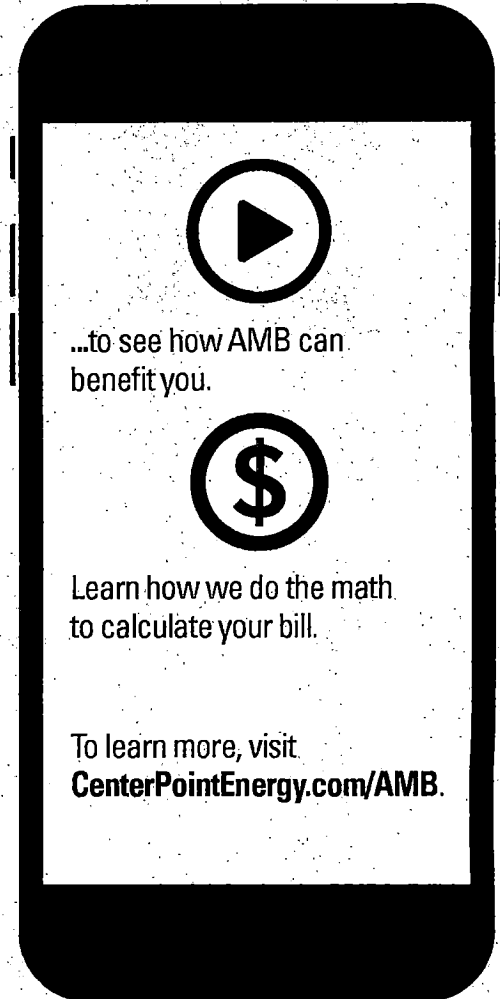 ...to see how AMB can
benefit you.
$
Learn how we do the math
to calculate your bill.
To learn more, visit
CenterPointEnergy.com/AMB.